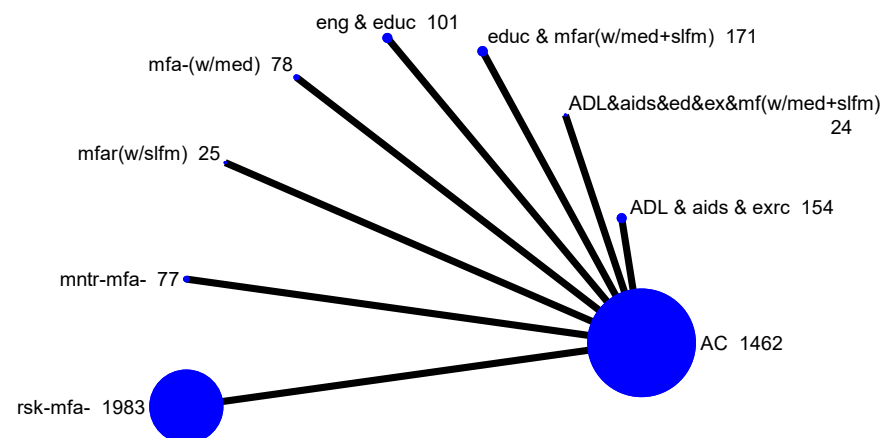 eng & educ 101
educ & mfar(w/med+slfm) 171
mfa-(w/med) 78
ADL&aids&ed&ex&mf(w/med+slfm)
24
mfar(w/slfm) 25
ADL & aids & exrc 154
mntr-mfa- 77
AC 1462
rsk-mfa- 1983